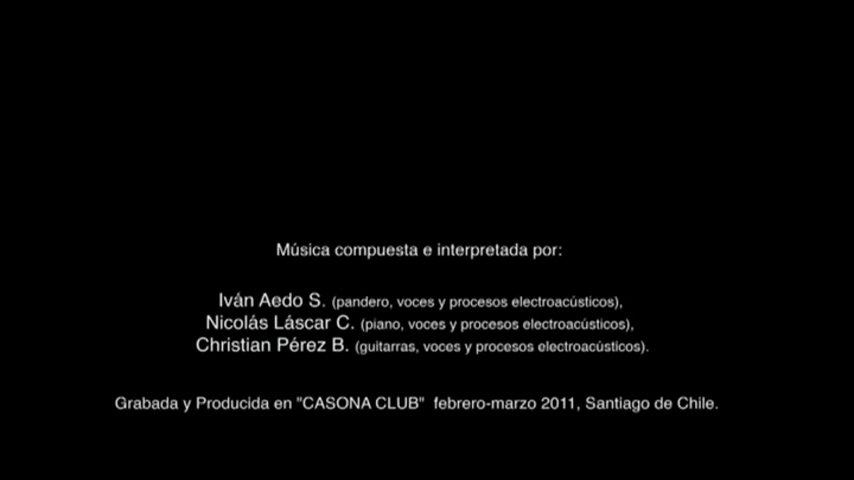 Música compuesta e interpretada por:
Iván Aedo S. (pandero, voces y procesos electroacústicos),
Nicolás Láscar C. (piano, voces y procesos electroacústicos),
Christian Pérez B. (guitarras, voces y procesos electroacústicos).
Grabada y Producida en "CASONA CLUB" febrero-marzo 2011, Santiago de Chile.